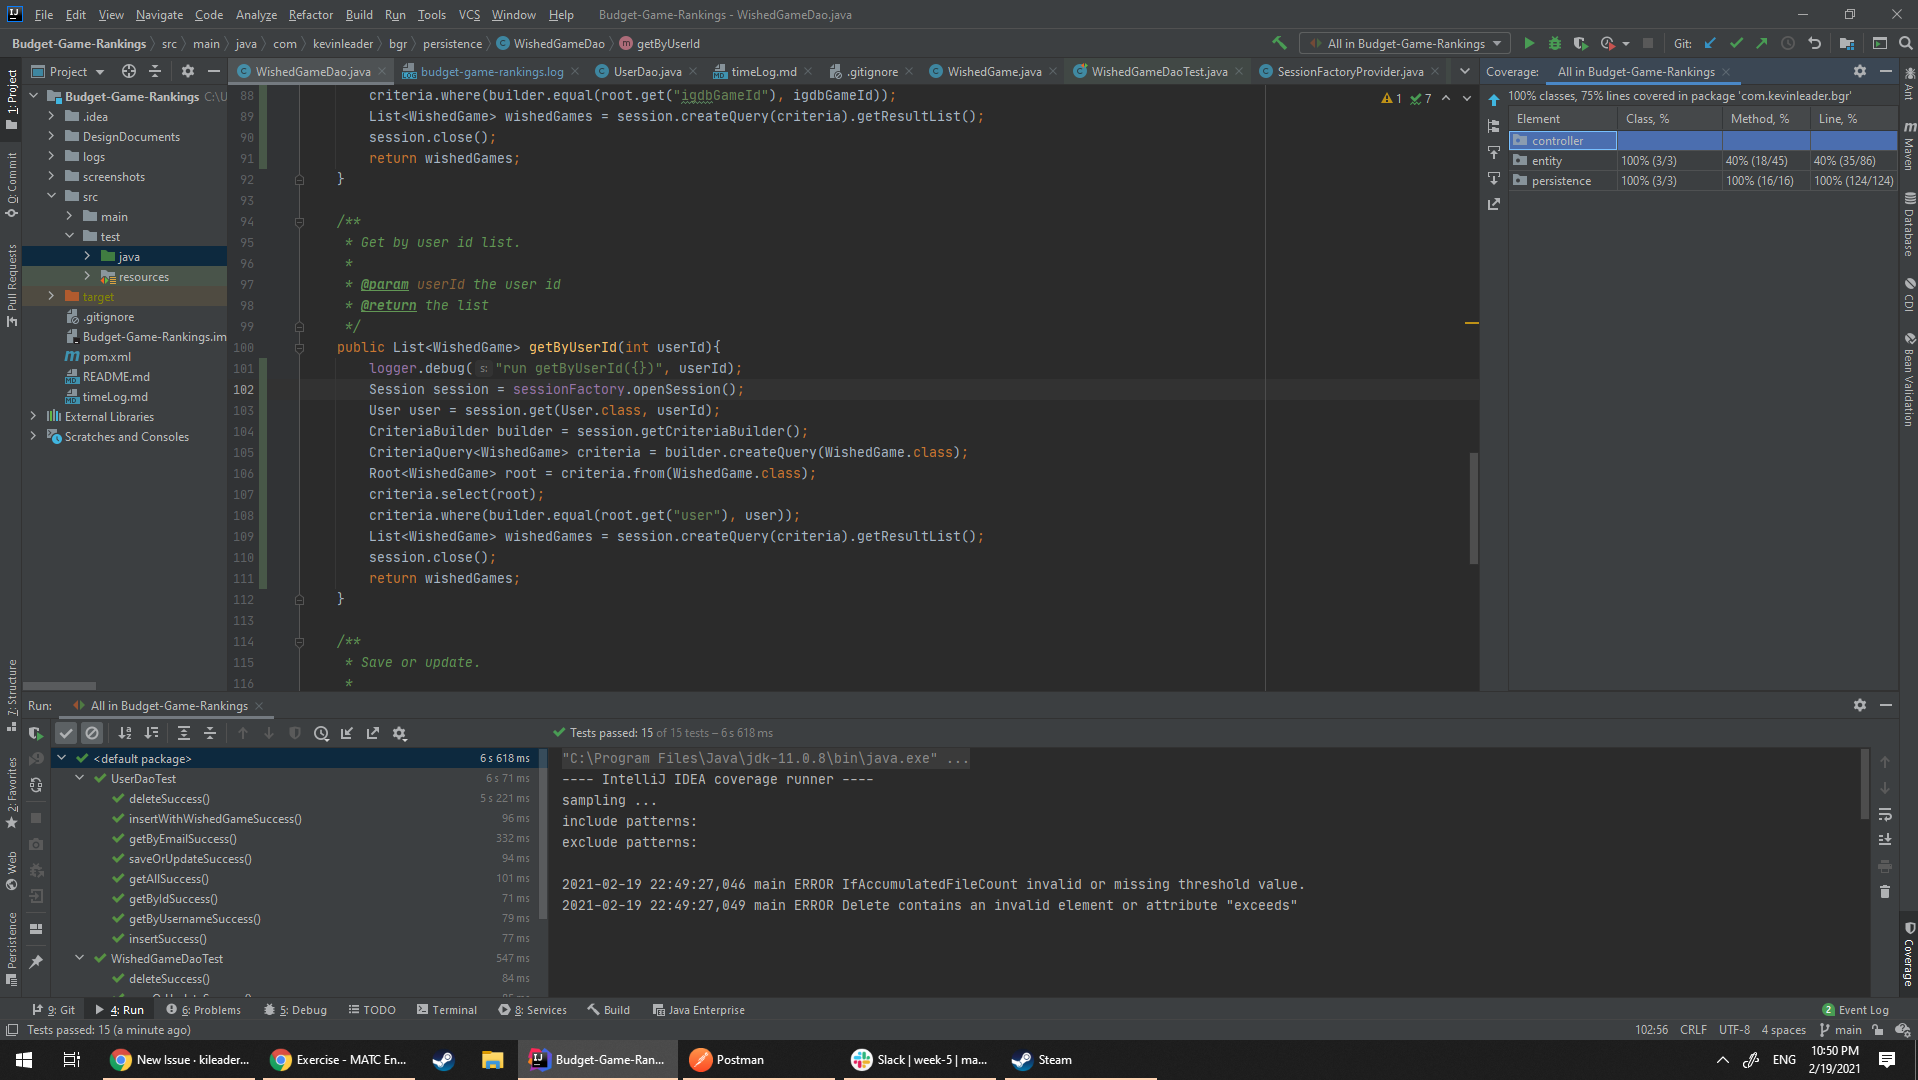 File Edit View Navigate Code Analyze Refactor Build Run Tools VCS Window Help Budget-Game-Rankings - WishedGameDao.java
Budget-Game-Rankings src main java com kevinleader bgr persistence WishedGameDao getByUserId All in Budget-Game-Rankings Git:
1: Project
0: Commit
Pull Requests
7: Structure
2: Favorites
Web
Persistence
Project
Budget-Game-Rankings C:\U
.idea
DesignDocuments
logs
screenshots
src
main
test
java
resources
target
.gitignore
Budget-Game-Rankings.im
pom.xml
README.md
timeLog.md
External Libraries
Scratches and Consoles
WishedGameDao.java budget-game-rankings.log UserDao.java timeLog.md .gitignore WishedGame.java WishedGameDaoTest.java SessionFactoryProvider.java
1 7
88 criteria.where(builder.equal(root.get("igdbGameId"), igdbGameId));
89 List<WishedGame> wishedGames = session.createQuery(criteria).getResultList();
90 session.close();
91 return wishedGames;
92 }
93
94 /**
95 * Get by user id list.
96 *
97 * @param userId the user id
98 * @return the list
99 */
100 public List<WishedGame> getByUserId(int userId){
101 logger.debug( s: "run getByUserId({})", userId);
102 Session session = sessionFactory.openSession();
103 User user = session.get(User.class, userId);
104 CriteriaBuilder builder = session.getCriteriaBuilder();
105 CriteriaQuery<WishedGame> criteria = builder.createQuery(WishedGame.class);
106 Root<WishedGame> root = criteria.from(WishedGame.class);
107 criteria.select(root);
108 criteria.where(builder.equal(root.get("user"), user));
109 List<WishedGame> wishedGames = session.createQuery(criteria).getResultList();
110 session.close();
111 return wishedGames;
112 }
113
114 /**
115 * Save or update.
116 *
Coverage: All in Budget-Game-Rankings
100% classes, 75% lines covered in package 'com.kevinleader.bgr'
Element Class, % Method, % Line, %
controller
entity 100% (3/3) 40% (18/45) 40% (35/86)
persistence 100% (3/3) 100% (16/16) 100% (124/124)
Ant
Maven
Database
CDI
Bean Validation
Coverage
Run: All in Budget-Game-Rankings
Tests passed: 15 of 15 tests – 6 s 618 ms
<default package> 6 s 618 ms
UserDaoTest 6 s 71 ms
deleteSuccess() 5 s 221 ms
insertWithWishedGameSuccess() 96 ms
getByEmailSuccess() 332 ms
saveOrUpdateSuccess() 94 ms
getAllSuccess() 101 ms
getByIdSuccess() 71 ms
getByUsernameSuccess() 79 ms
insertSuccess() 77 ms
WishedGameDaoTest 547 ms
deleteSuccess() 84 ms
"C:\Program Files\Java\jdk-11.0.8\bin\java.exe" ...
---- IntelliJ IDEA coverage runner ----
sampling ...
include patterns:
exclude patterns:
2021-02-19 22:49:27,046 main ERROR IfAccumulatedFileCount invalid or missing threshold value.
2021-02-19 22:49:27,049 main ERROR Delete contains an invalid element or attribute "exceeds"
9: Git 4: Run 6: Problems 5: Debug TODO Terminal 8: Services Build Java Enterprise 2 Event Log
Tests passed: 15 (a minute ago) 102:56 CRLF UTF-8 4 spaces main
New Issue · kileader... Exercise - MATC En... Budget-Game-Ran... Postman Slack | week-5 | ma... Steam ENG 10:50 PM
2/19/2021